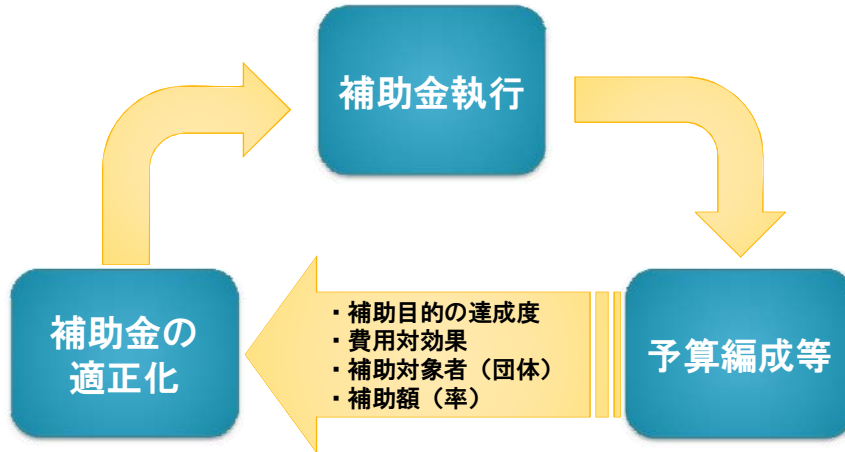 補助金執行
・補助目的の達成度
・費用対効果
・補助対象者（団体）
・補助額（率）
補助金の
適正化
予算編成等